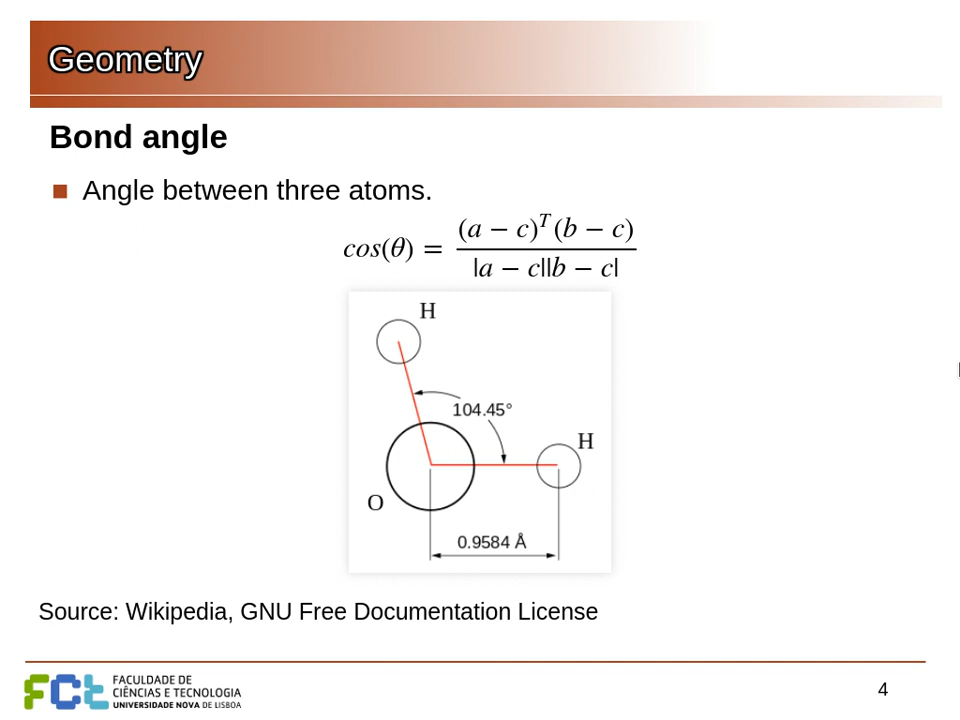 Geometry
Bond angle
Angle between three atoms.
cos(θ) = (a − c)^T (b − c) / |a − c||b − c|
H
104.45°
H
O
0.9584 Å
Source: Wikipedia, GNU Free Documentation License
FCt
FACULDADE DE
CIÊNCIAS E TECNOLOGIA
UNIVERSIDADE NOVA DE LISBOA
4